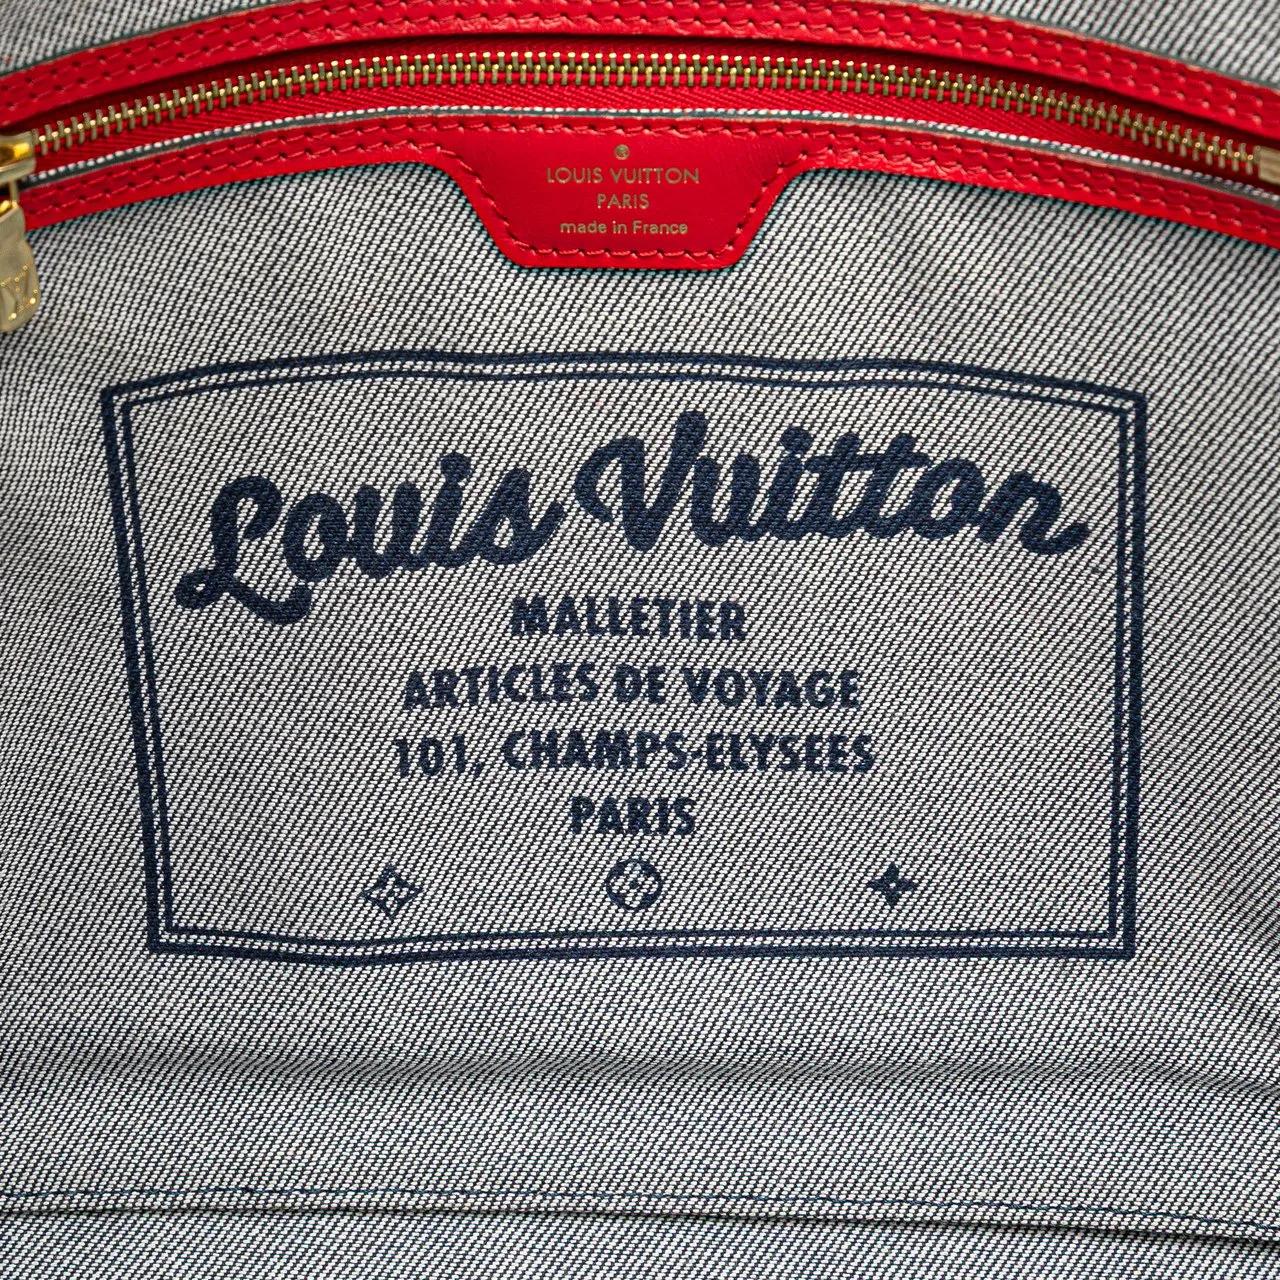 LOUIS VUITTON
PARIS
made in France
Louis Vuitton
MALLETIER
ARTICLES DE VOYAGE
101, CHAMPS-ELYSEES
PARIS